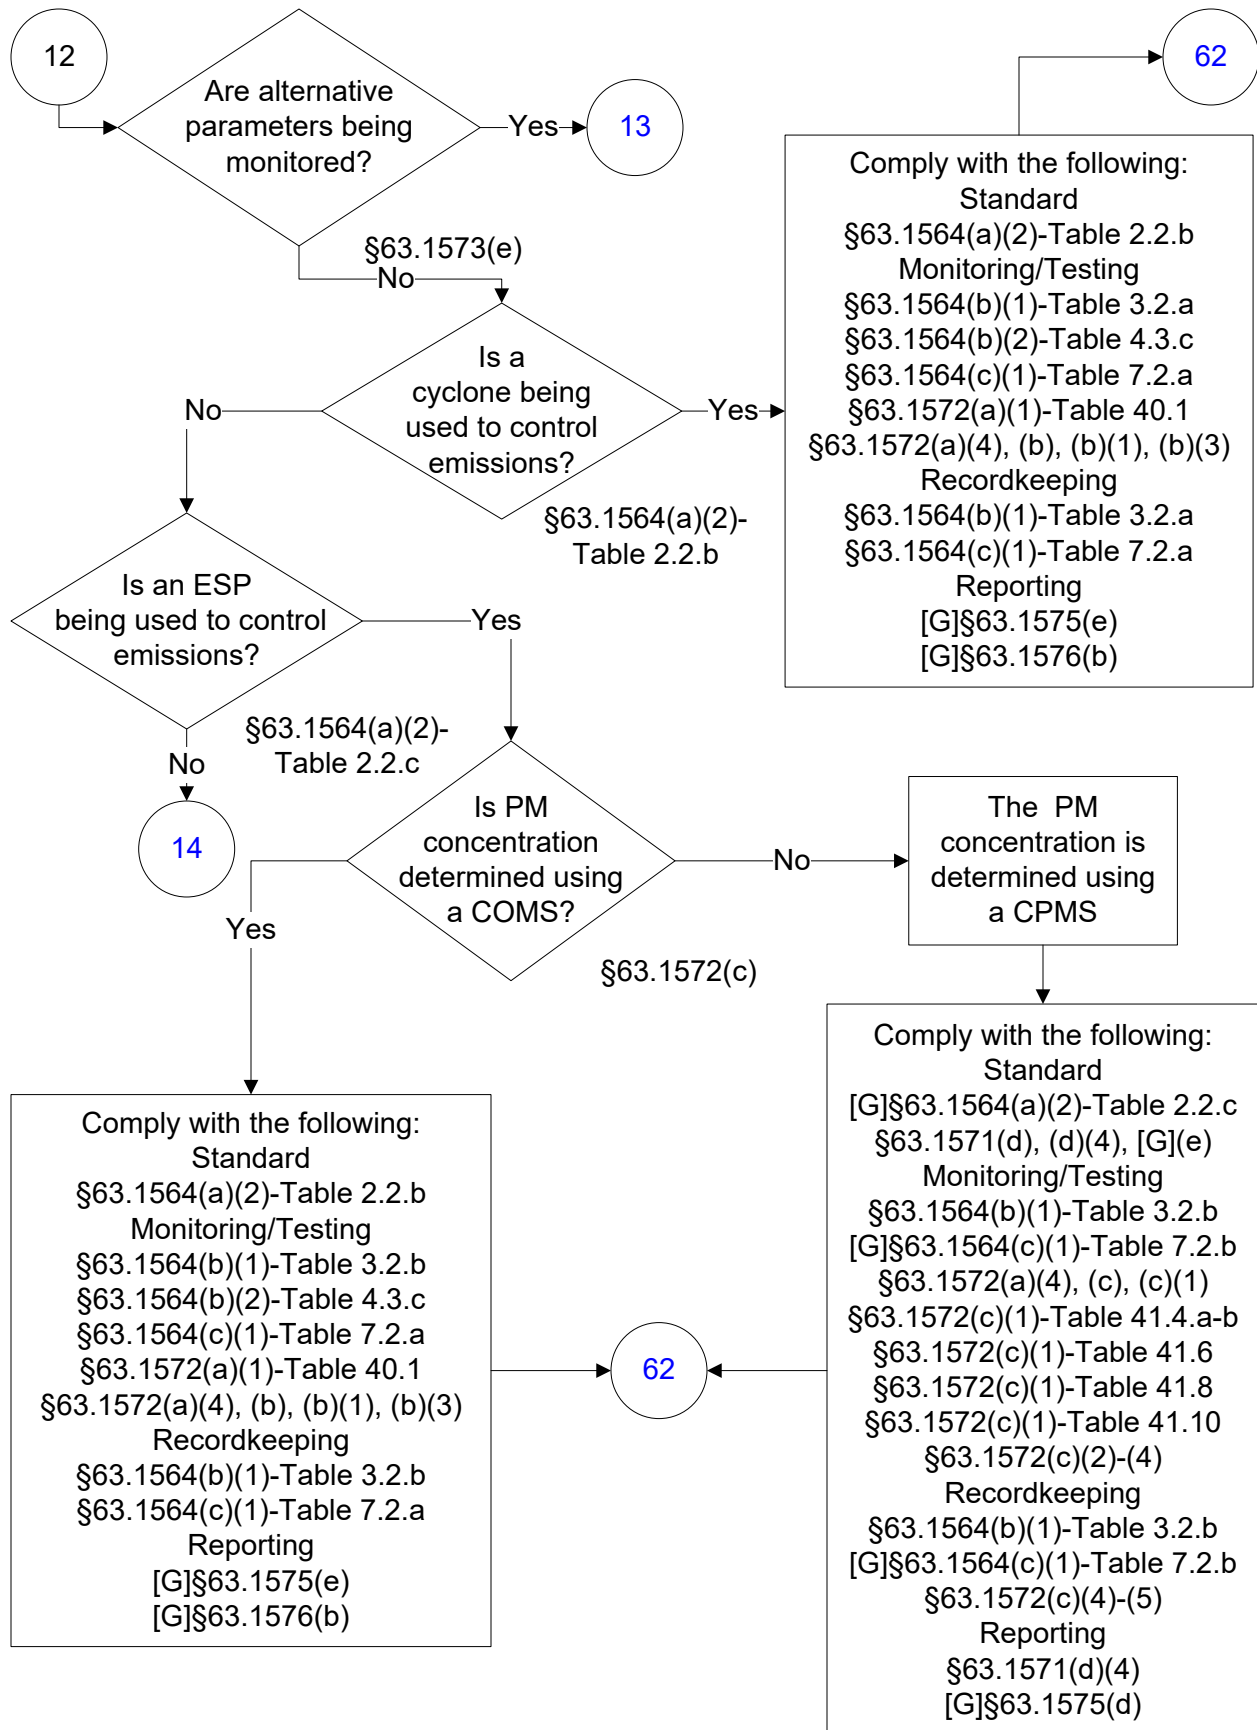 12
Are alternative
parameters being
monitored?
Yes
13
62
§63.1573(e)
No
Is a
cyclone being
used to control
emissions?
No
Yes
§63.1564(a)(2)-
Table 2.2.b
Comply with the following:
Standard
§63.1564(a)(2)-Table 2.2.b
Monitoring/Testing
§63.1564(b)(1)-Table 3.2.a
§63.1564(b)(2)-Table 4.3.c
§63.1564(c)(1)-Table 7.2.a
§63.1572(a)(1)-Table 40.1
§63.1572(a)(4), (b), (b)(1), (b)(3)
Recordkeeping
§63.1564(b)(1)-Table 3.2.a
§63.1564(c)(1)-Table 7.2.a
Reporting
[G]§63.1575(e)
[G]§63.1576(b)
Is an ESP
being used to control
emissions?
Yes
§63.1564(a)(2)-
Table 2.2.c
No
14
Is PM
concentration
determined using
a COMS?
No
Yes
§63.1572(c)
The  PM
concentration is
determined using
a CPMS
Comply with the following:
Standard
§63.1564(a)(2)-Table 2.2.b
Monitoring/Testing
§63.1564(b)(1)-Table 3.2.b
§63.1564(b)(2)-Table 4.3.c
§63.1564(c)(1)-Table 7.2.a
§63.1572(a)(1)-Table 40.1
§63.1572(a)(4), (b), (b)(1), (b)(3)
Recordkeeping
§63.1564(b)(1)-Table 3.2.b
§63.1564(c)(1)-Table 7.2.a
Reporting
[G]§63.1575(e)
[G]§63.1576(b)
62
Comply with the following:
Standard
[G]§63.1564(a)(2)-Table 2.2.c
§63.1571(d), (d)(4), [G](e)
Monitoring/Testing
§63.1564(b)(1)-Table 3.2.b
[G]§63.1564(c)(1)-Table 7.2.b
§63.1572(a)(4), (c), (c)(1)
§63.1572(c)(1)-Table 41.4.a-b
§63.1572(c)(1)-Table 41.6
§63.1572(c)(1)-Table 41.8
§63.1572(c)(1)-Table 41.10
§63.1572(c)(2)-(4)
Recordkeeping
§63.1564(b)(1)-Table 3.2.b
[G]§63.1564(c)(1)-Table 7.2.b
§63.1572(c)(4)-(5)
Reporting
§63.1571(d)(4)
[G]§63.1575(d)